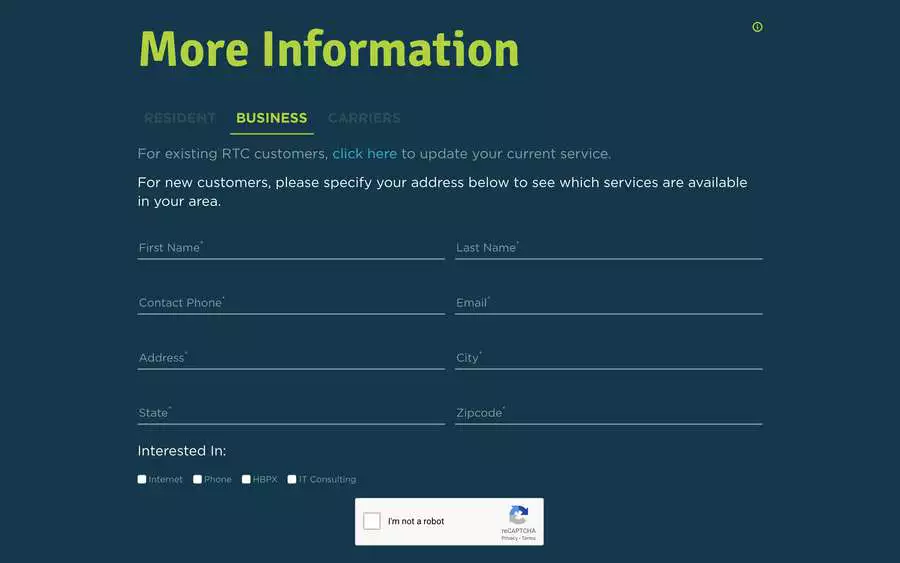 More Information
RESIDENT BUSINESS CARRIERS
For existing RTC customers, click here to update your current service.
For new customers, please specify your address below to see which services are available
in your area.
First Name* Last Name*
Contact Phone* Email*
Address* City*
State* Zipcode*
Interested In:
Internet Phone HBPX IT Consulting
I'm not a robot
reCAPTCHA
Privacy - Terms